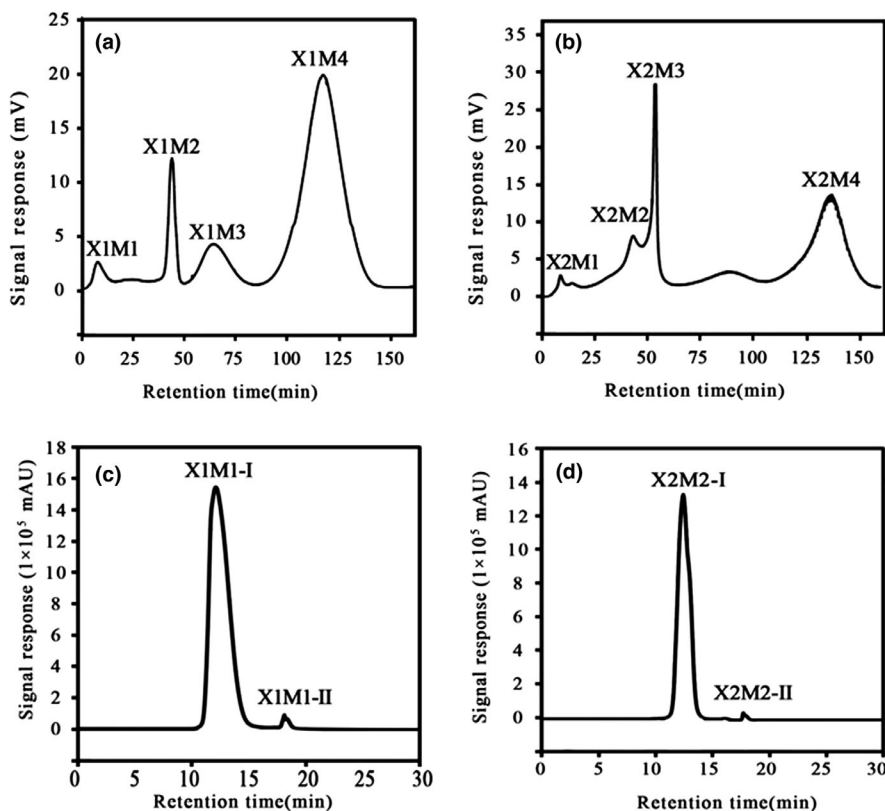 (a)
Signal response (mV)
25
20
15
10
5
0
X1M1
X1M2
X1M3
X1M4
0 25 50 75 100 125 150
Retention time(min)
(b)
Signal response (mV)
35
30
25
20
15
10
5
0
X2M1
X2M2
X2M3
X2M4
0 25 50 75 100 125 150
Retention time(min)
(c)
Signal response (1×10⁵ mAU)
18
16
14
12
10
8
6
4
2
0
X1M1-I
X1M1-II
0 10 20 30
Retention time(min)
(d)
Signal response (1×10⁵ mAU)
16
14
12
10
8
6
4
2
0
X2M2-I
X2M2-II
0 5 10 15 20 25 30
Retention time(min)